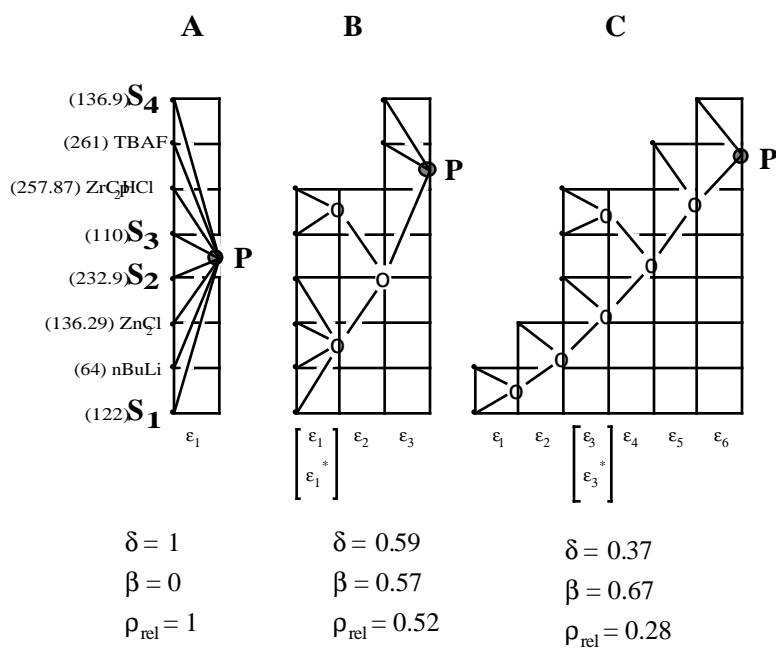 A B C
(136.9)S4
(261) TBAF
(257.87) ZrCp2HCl
(110)S3
(232.9)S2
(136.29) ZnCl2
(64) nBuLi
(122)S1
P
P
P
ε1
ε1 ε2 ε3
ε1*
ε1 ε2 ε3 ε4 ε5 ε6
ε3*
δ = 1
β = 0
ρrel = 1
δ = 0.59
β = 0.57
ρrel = 0.52
δ = 0.37
β = 0.67
ρrel = 0.28